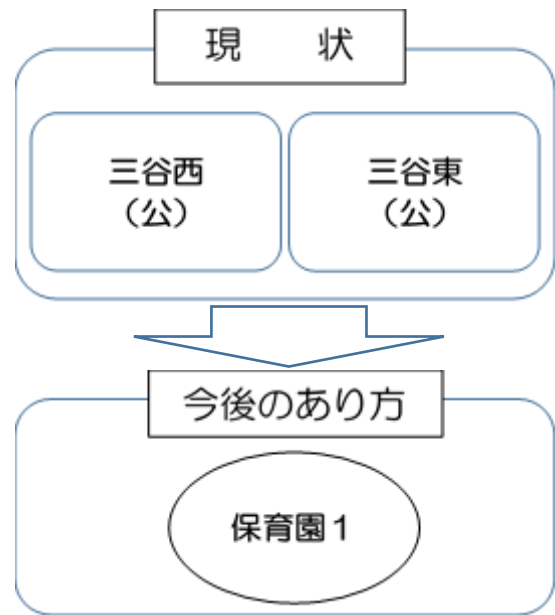 現　　状
三谷西
（公）
三谷東
（公）
今後のあり方
保育園１